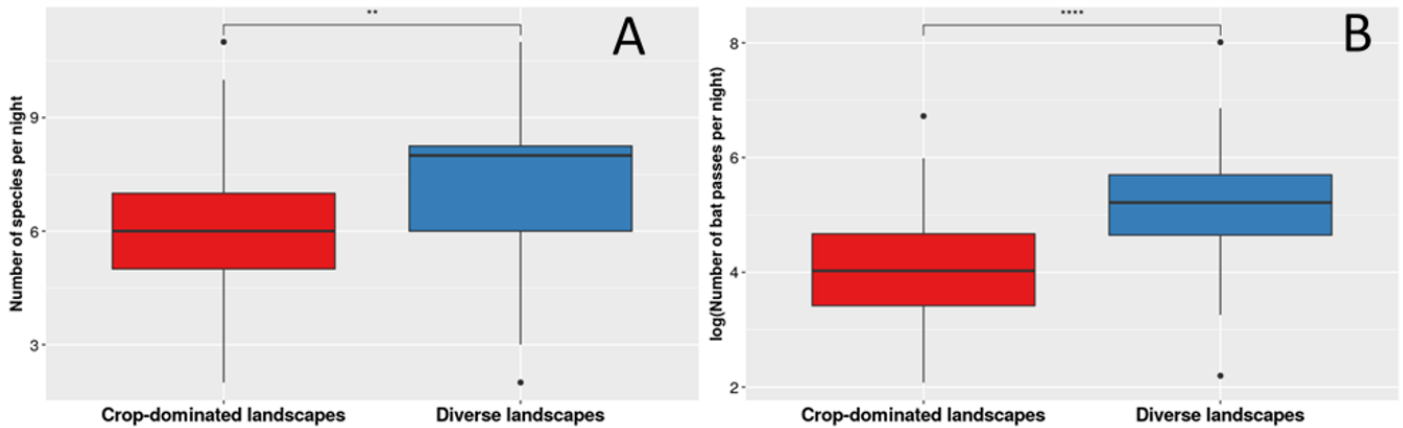 **
A
Number of species per night
9
6
3
Crop-dominated landscapes
Diverse landscapes
****
B
log(Number of bat passes per night)
8
6
4
2
Crop-dominated landscapes
Diverse landscapes